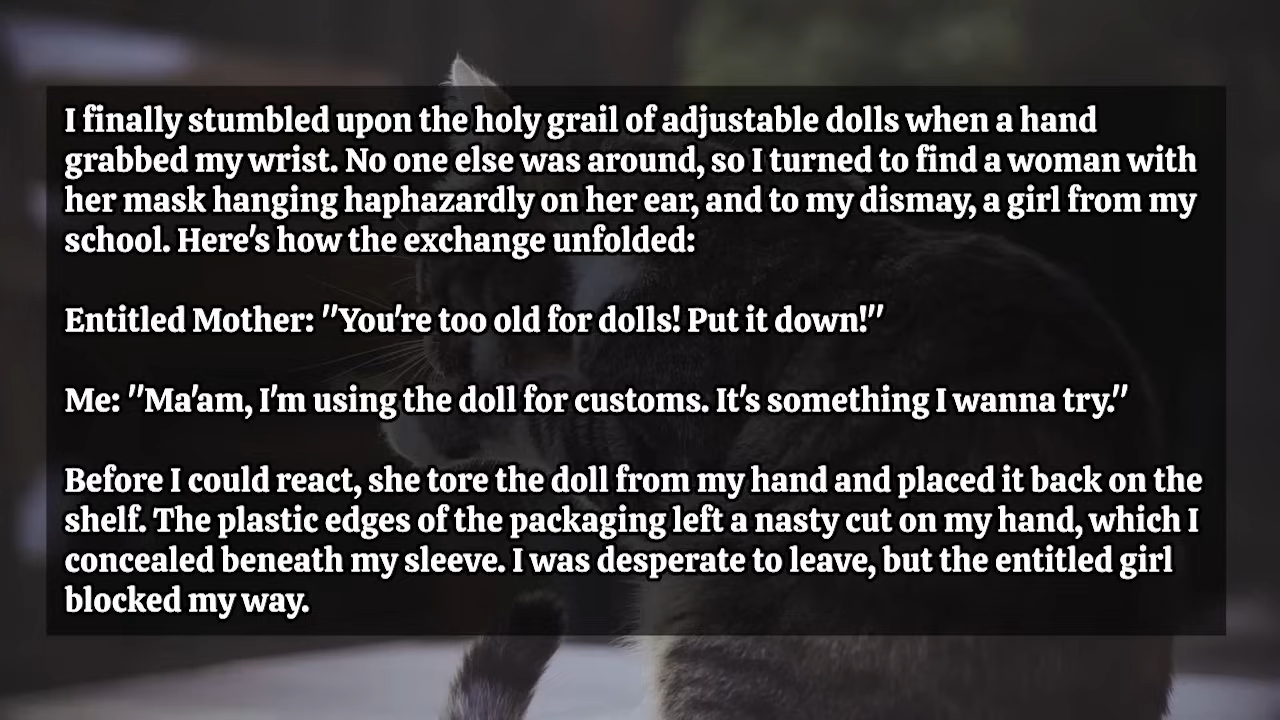 I finally stumbled upon the holy grail of adjustable dolls when a hand
grabbed my wrist. No one else was around, so I turned to find a woman with
her mask hanging haphazardly on her ear, and to my dismay, a girl from my
school. Here's how the exchange unfolded:
Entitled Mother: "You're too old for dolls! Put it down!"
Me: "Ma'am, I'm using the doll for customs. It's something I wanna try."
Before I could react, she tore the doll from my hand and placed it back on the
shelf. The plastic edges of the packaging left a nasty cut on my hand, which I
concealed beneath my sleeve. I was desperate to leave, but the entitled girl
blocked my way.